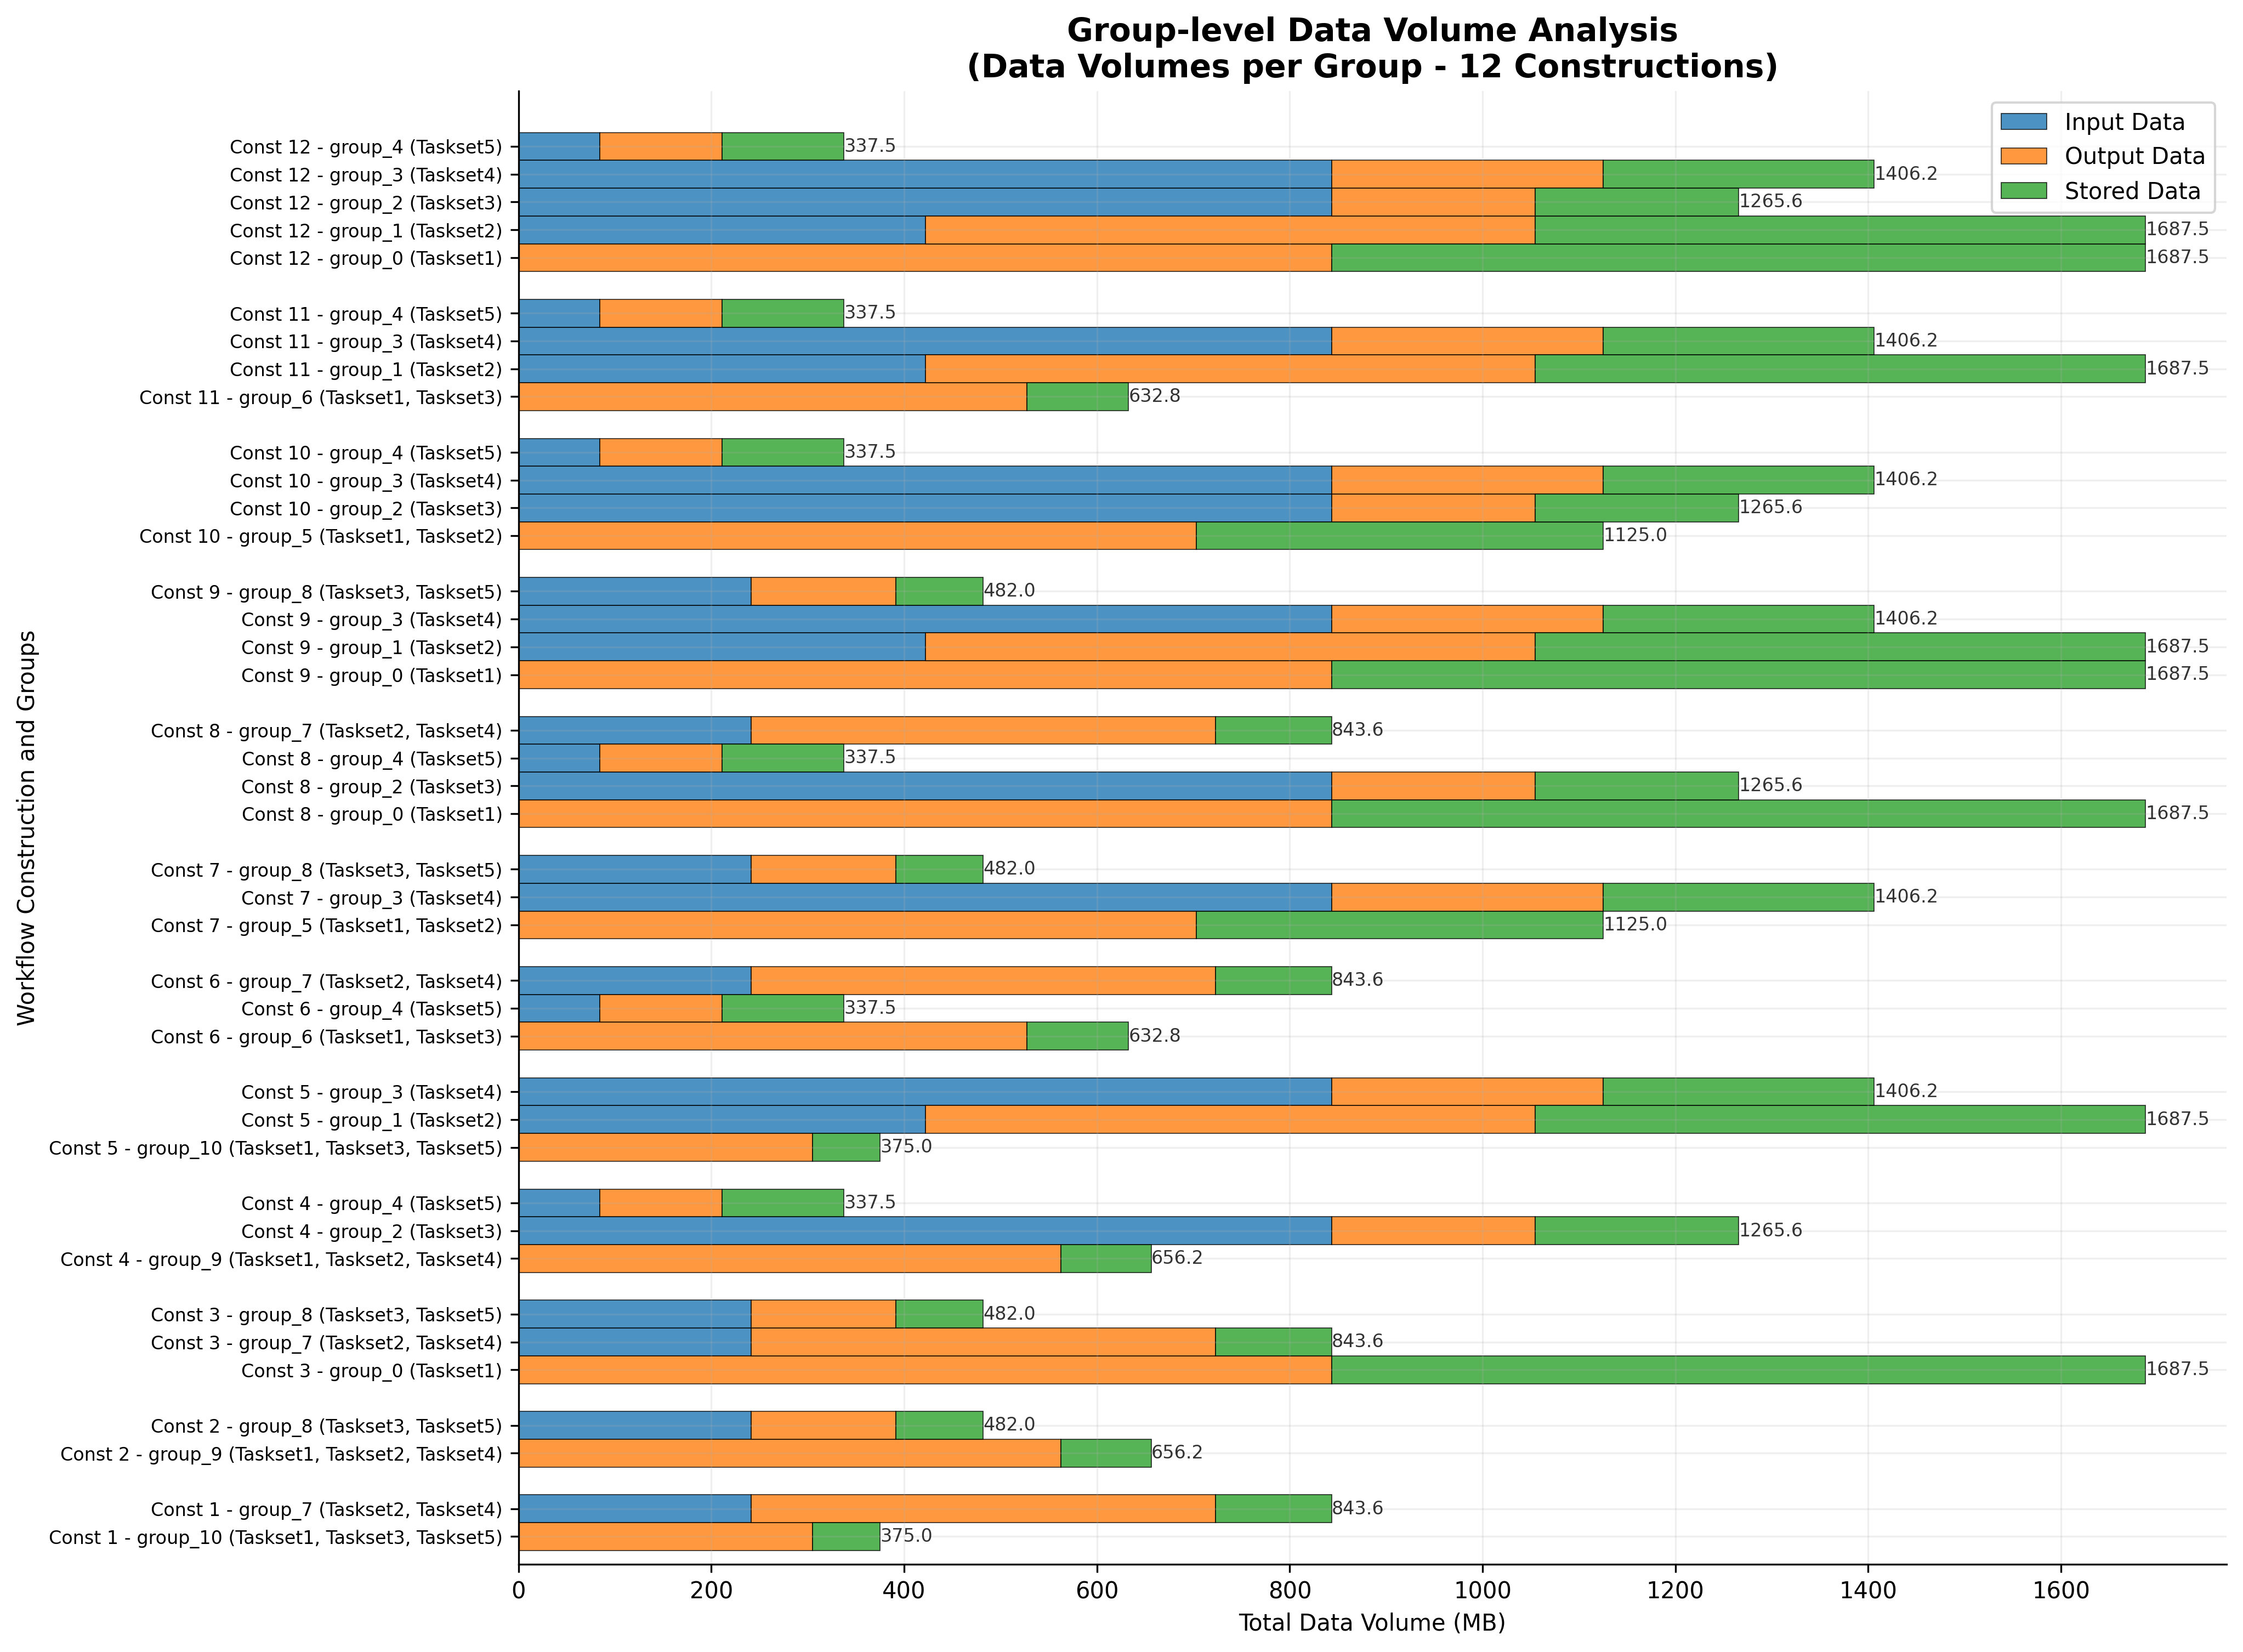 Group-level Data Volume Analysis
(Data Volumes per Group - 12 Constructions)
Input Data
Output Data
Stored Data
Workflow Construction and Groups
Const 12 - group_4 (Taskset5) 337.5
Const 12 - group_3 (Taskset4) 1406.2
Const 12 - group_2 (Taskset3) 1265.6
Const 12 - group_1 (Taskset2) 1687.5
Const 12 - group_0 (Taskset1) 1687.5
Const 11 - group_4 (Taskset5) 337.5
Const 11 - group_3 (Taskset4) 1406.2
Const 11 - group_1 (Taskset2) 1687.5
Const 11 - group_6 (Taskset1, Taskset3) 632.8
Const 10 - group_4 (Taskset5) 337.5
Const 10 - group_3 (Taskset4) 1406.2
Const 10 - group_2 (Taskset3) 1265.6
Const 10 - group_5 (Taskset1, Taskset2) 1125.0
Const 9 - group_8 (Taskset3, Taskset5) 482.0
Const 9 - group_3 (Taskset4) 1406.2
Const 9 - group_1 (Taskset2) 1687.5
Const 9 - group_0 (Taskset1) 1687.5
Const 8 - group_7 (Taskset2, Taskset4) 843.6
Const 8 - group_4 (Taskset5) 337.5
Const 8 - group_2 (Taskset3) 1265.6
Const 8 - group_0 (Taskset1) 1687.5
Const 7 - group_8 (Taskset3, Taskset5) 482.0
Const 7 - group_3 (Taskset4) 1406.2
Const 7 - group_5 (Taskset1, Taskset2) 1125.0
Const 6 - group_7 (Taskset2, Taskset4) 843.6
Const 6 - group_4 (Taskset5) 337.5
Const 6 - group_6 (Taskset1, Taskset3) 632.8
Const 5 - group_3 (Taskset4) 1406.2
Const 5 - group_1 (Taskset2) 1687.5
Const 5 - group_10 (Taskset1, Taskset3, Taskset5) 375.0
Const 4 - group_4 (Taskset5) 337.5
Const 4 - group_2 (Taskset3) 1265.6
Const 4 - group_9 (Taskset1, Taskset2, Taskset4) 656.2
Const 3 - group_8 (Taskset3, Taskset5) 482.0
Const 3 - group_7 (Taskset2, Taskset4) 843.6
Const 3 - group_0 (Taskset1) 1687.5
Const 2 - group_8 (Taskset3, Taskset5) 482.0
Const 2 - group_9 (Taskset1, Taskset2, Taskset4) 656.2
Const 1 - group_7 (Taskset2, Taskset4) 843.6
Const 1 - group_10 (Taskset1, Taskset3, Taskset5) 375.0
0 200 400 600 800 1000 1200 1400 1600
Total Data Volume (MB)